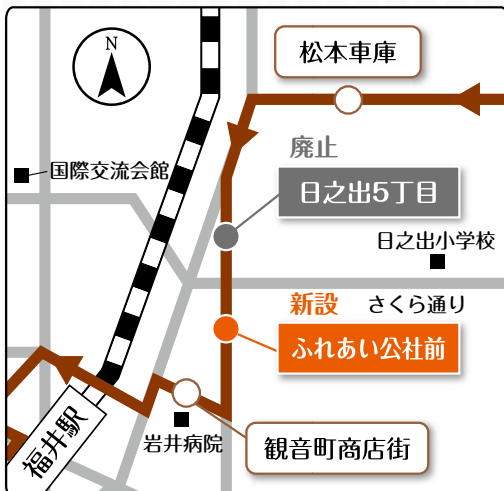 松本車庫
N
廃止
国際交流会館
日之出5丁目
日之出小学校
新設
さくら通り
ふれあい公社前
福井駅
岩井病院
観音町商店街